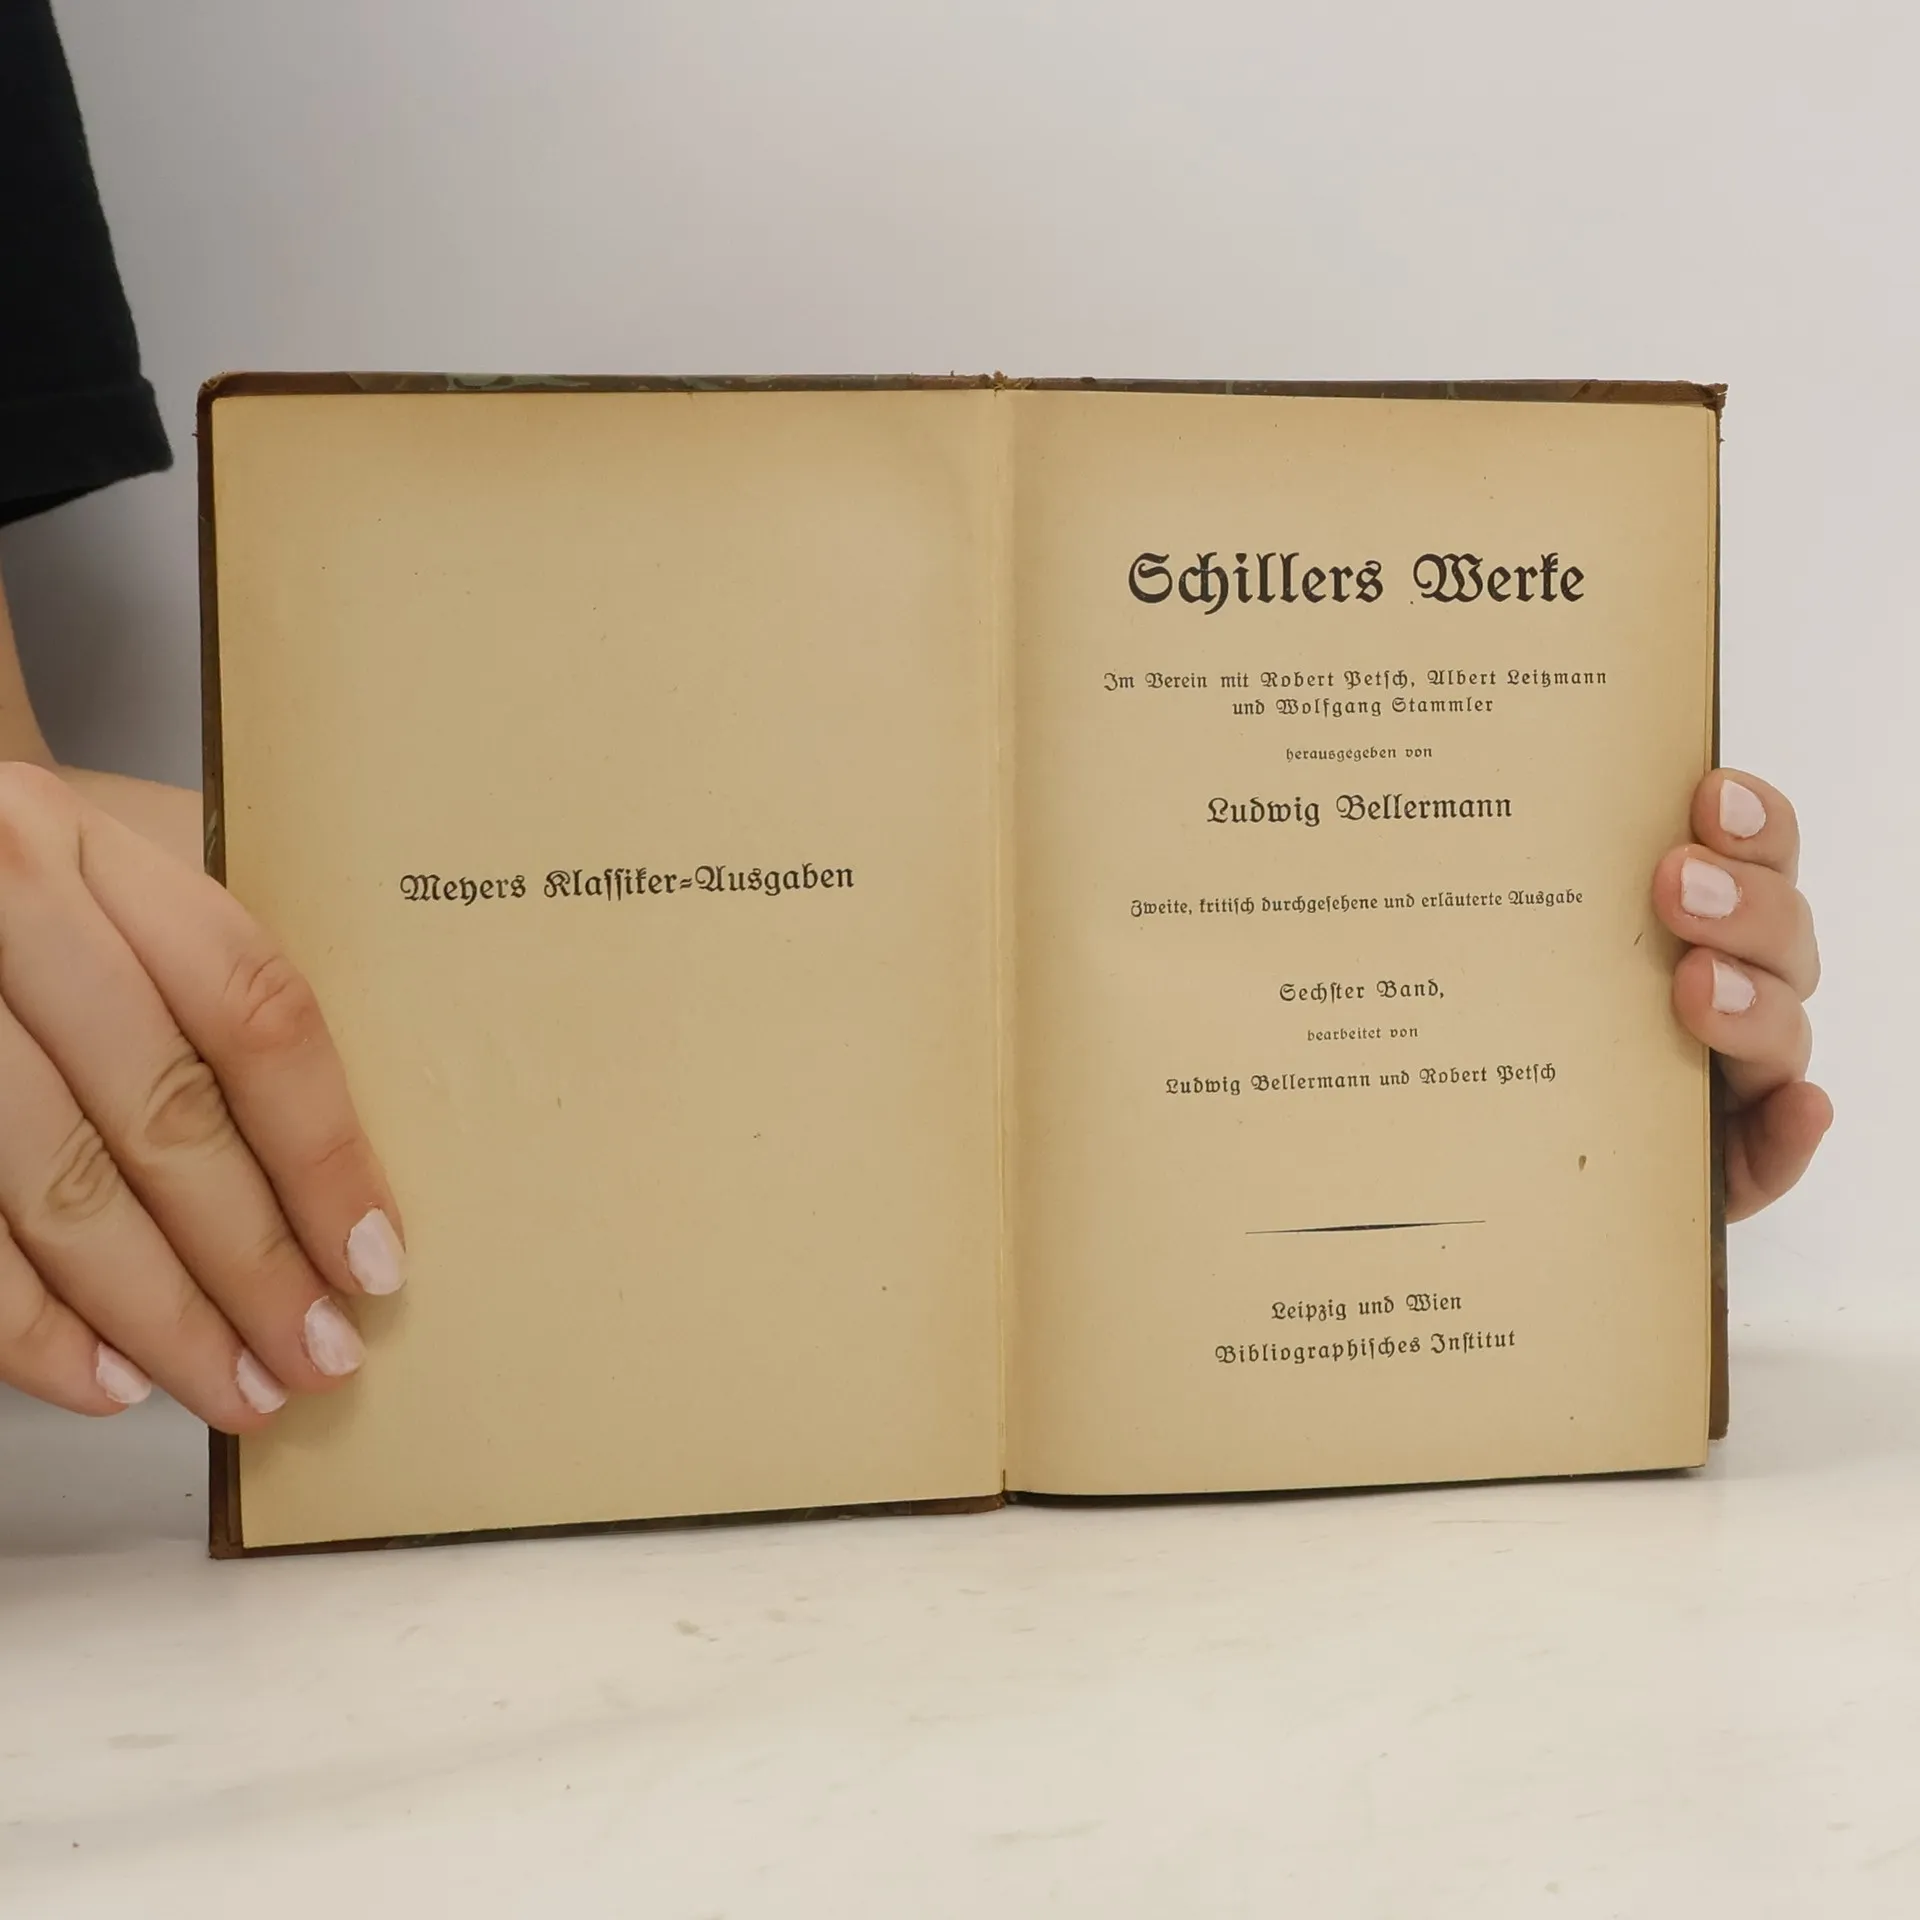 Meyers Klassiker-Ausgaben
Schillers Werke
Im Verein mit Robert Petsch, Albert Leitzmann
und Wolfgang Stammler
herausgegeben von
Ludwig Bellermann
Zweite, kritisch durchgesehene und erläuterte Ausgabe
Sechster Band,
bearbeitet von
Ludwig Bellermann und Robert Petsch
Leipzig und Wien
Bibliographisches Institut